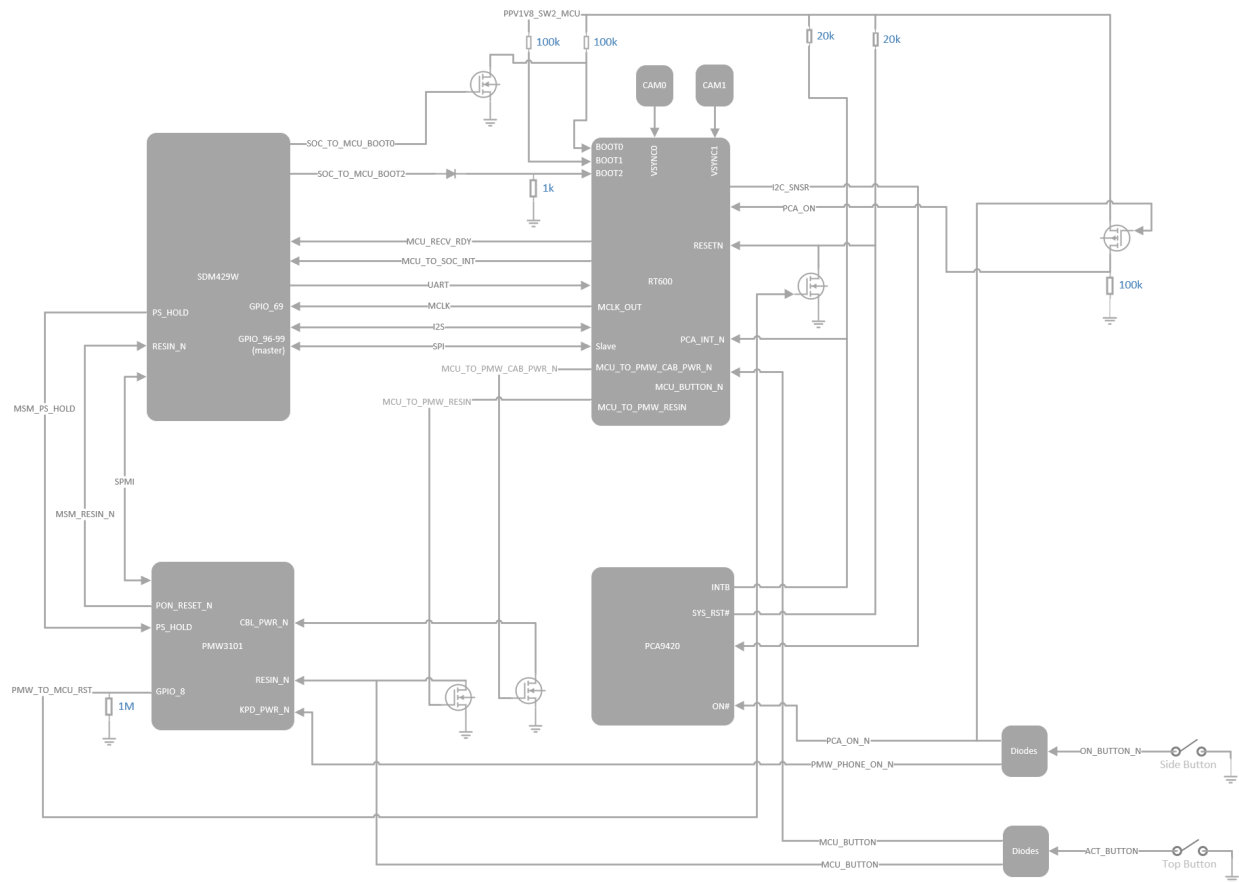 PPV1V8_SW2_MCU
100k
100k
20k
20k
CAM0
CAM1
SOC_TO_MCU_BOOT0
BOOT0
BOOT1
BOOT2
VSYNC0
VSYNC1
SOC_TO_MCU_BOOT2
1k
I2C_SNSR
PCA_ON
MCU_RECV_RDY
RESETN
MCU_TO_SOC_INT
SDM429W
RT600
UART
100k
GPIO_69
MCLK
MCLK_OUT
PS_HOLD
I2S
GPIO_96-99
(master)
RESIN_N
SPI
Slave
PCA_INT_N
MCU_TO_PMW_CAB_PWR_N
MCU_TO_PMW_CAB_PWR_N
MCU_BUTTON_N
MCU_TO_PMW_RESIN
MCU_TO_PMW_RESIN
MSM_PS_HOLD
SPMI
MSM_RESIN_N
INTB
PON_RESET_N
SYS_RST#
CBL_PWR_N
PS_HOLD
PMW3101
PCA9420
RESIN_N
PMW_TO_MCU_RST
GPIO_8
1M
KPD_PWR_N
ON#
PCA_ON_N
Diodes
ON_BUTTON_N
PMW_PHONE_ON_N
Side Button
MCU_BUTTON
Diodes
ACT_BUTTON
MCU_BUTTON
Top Button